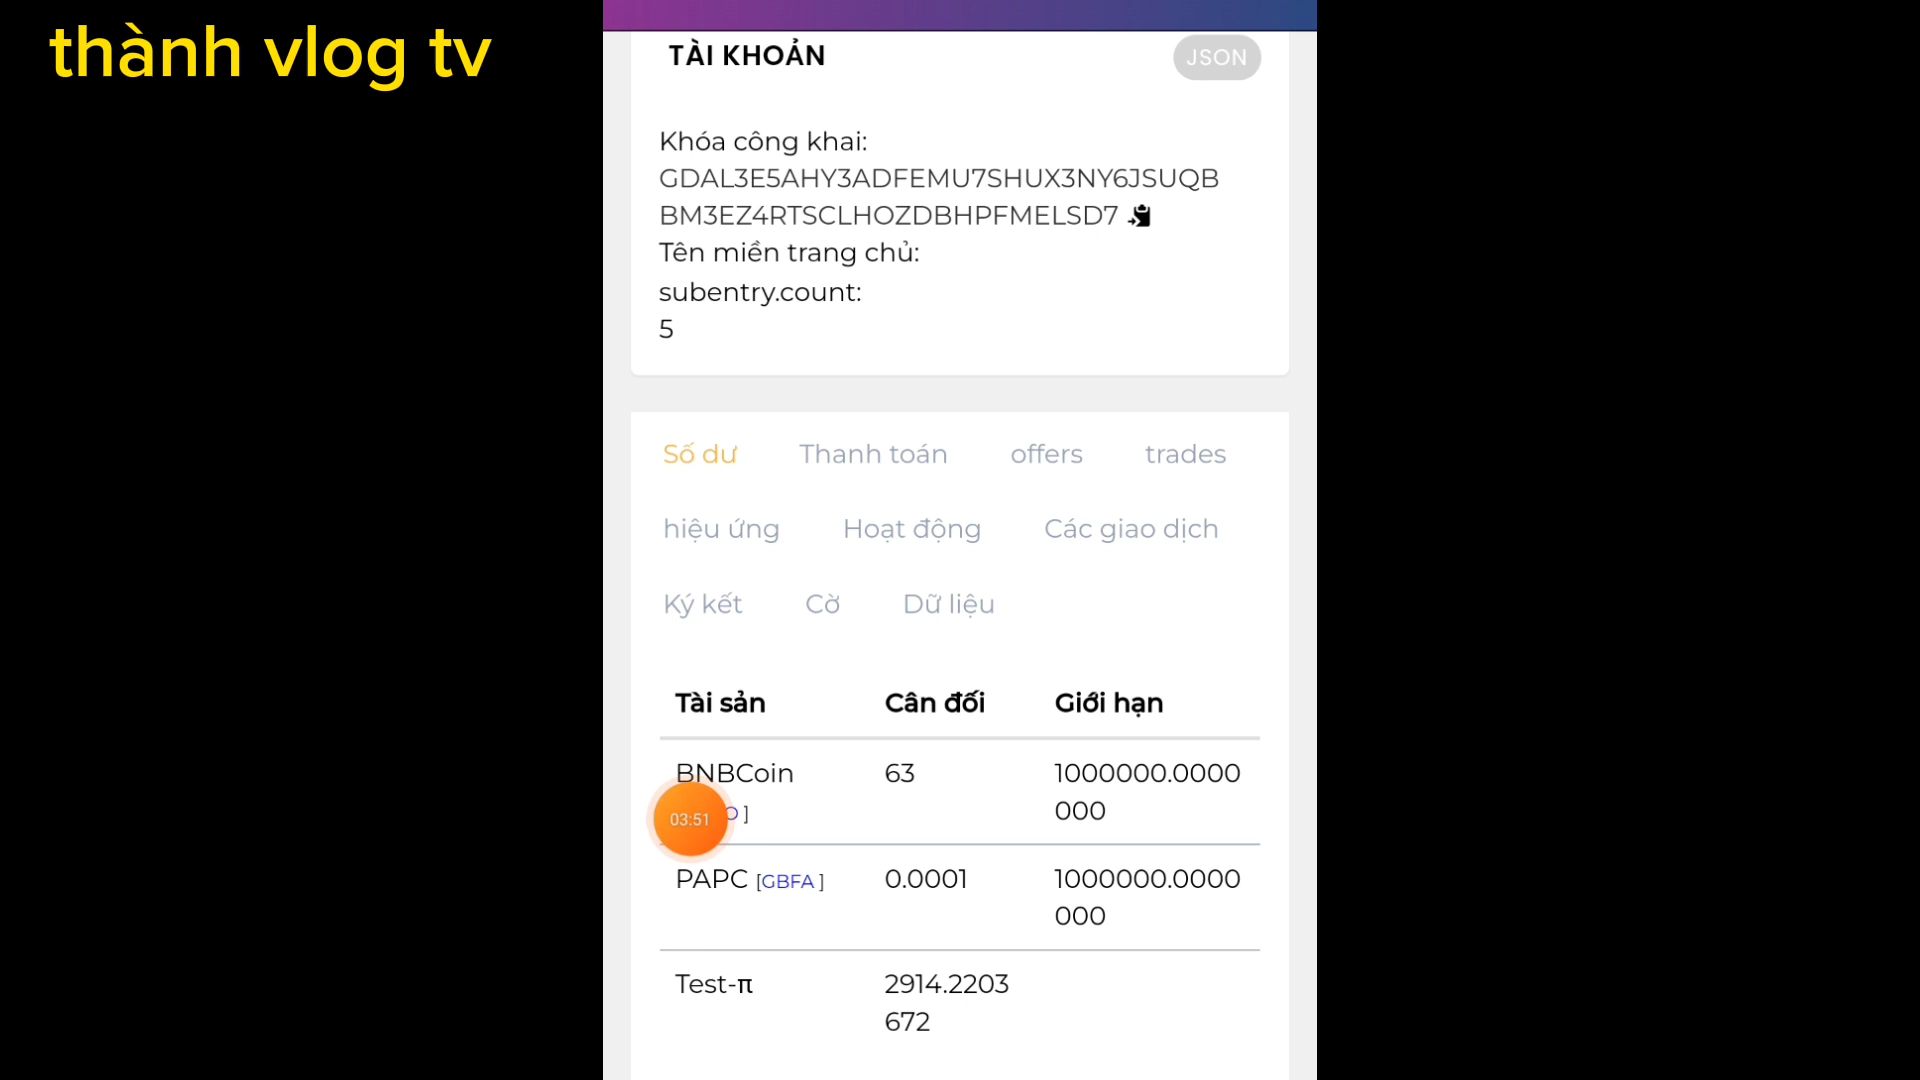 thành vlog tv
TÀI KHOẢN
JSON
Khóa công khai:
GDAL3E5AHY3ADFEMU7SHUX3NY6JSUQB
BM3EZ4RTSCLHOZDBHPFMELSD7
Tên miền trang chủ:
subentry.count:
5
Số dư Thanh toán offers trades
hiệu ứng Hoạt động Các giao dịch
Ký kết Cờ Dữ liệu
Tài sản Cân đối Giới hạn
BNBCoin 63 1000000.0000
000
]
03:51
PAPC [GBFA ] 0.0001 1000000.0000
000
Test-π 2914.2203
672